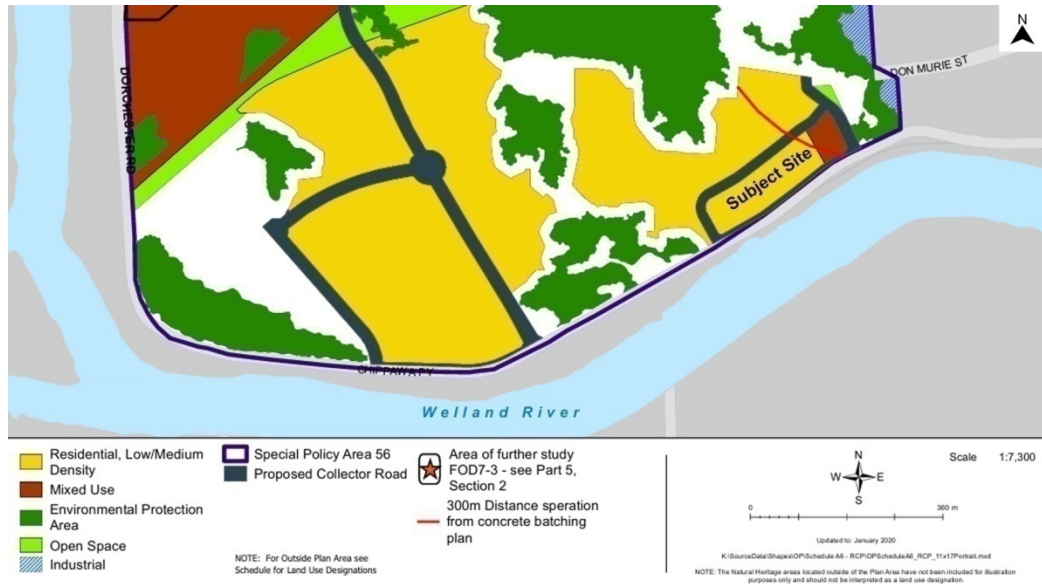 N
DORCHESTER RD
DON MURIE ST
Subject Site
CHIPPAWA PY
Welland River
Residential, Low/Medium
Density
Mixed Use
Environmental Protection
Area
Open Space
Industrial
Special Policy Area 56
Proposed Collector Road
NOTE: For Outside Plan Area see
Schedule for Land Use Designations
Area of further study
FOD7-3 - see Part 5,
Section 2
300m Distance speration
from concrete batching
plan
N
W E
S
Scale 1:7,300
0 360 m
Updated to: January 2020
K:\SourceData\Shapes\OP\Schedule A6 - RCP\OPScheduleA6_RCP_11x17Portrait.mxd
NOTE: The Natural Heritage areas located outside of the Plan Area have not been included for illustration
purposes only and should not be interpreted as a land use designation.